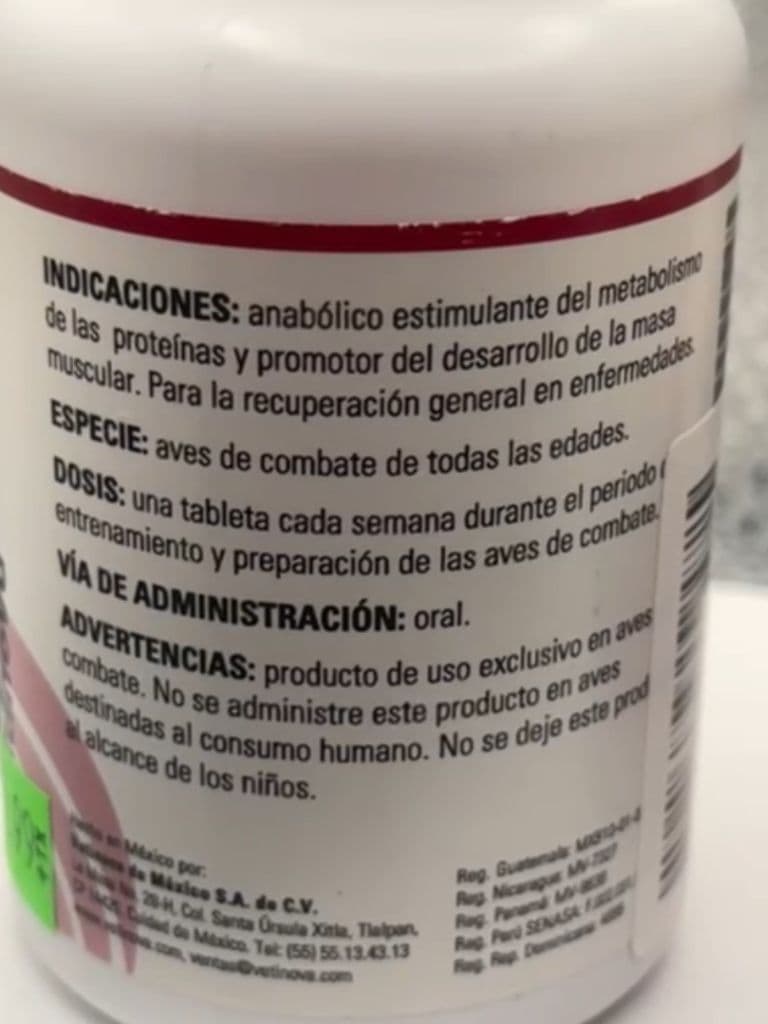 INDICACIONES: anabólico estimulante del metabolismo
de las proteínas y promotor del desarrollo de la masa
muscular. Para la recuperación general en enfermedades.
ESPECIE: aves de combate de todas las edades.
DOSIS: una tableta cada semana durante el periodo
entrenamiento y preparación de las aves de combate.
VÍA DE ADMINISTRACIÓN: oral.
ADVERTENCIAS: producto de uso exclusivo en aves
combate. No se administre este producto en aves
destinadas al consumo humano. No se deje este prod
al alcance de los niños.
en México por:
de México S.A. de C.V.
28-H, Col. Santa Úrsula Xitla, Tlalpan,
Ciudad de México. Tel: (55) 55.13.43.13
ventas@vetinova.com
Reg. Guatemala:
Reg. Nicaragua:
Reg. Panamá:
Reg. Perú SENASA.
Reg. Rep. Dominicana: